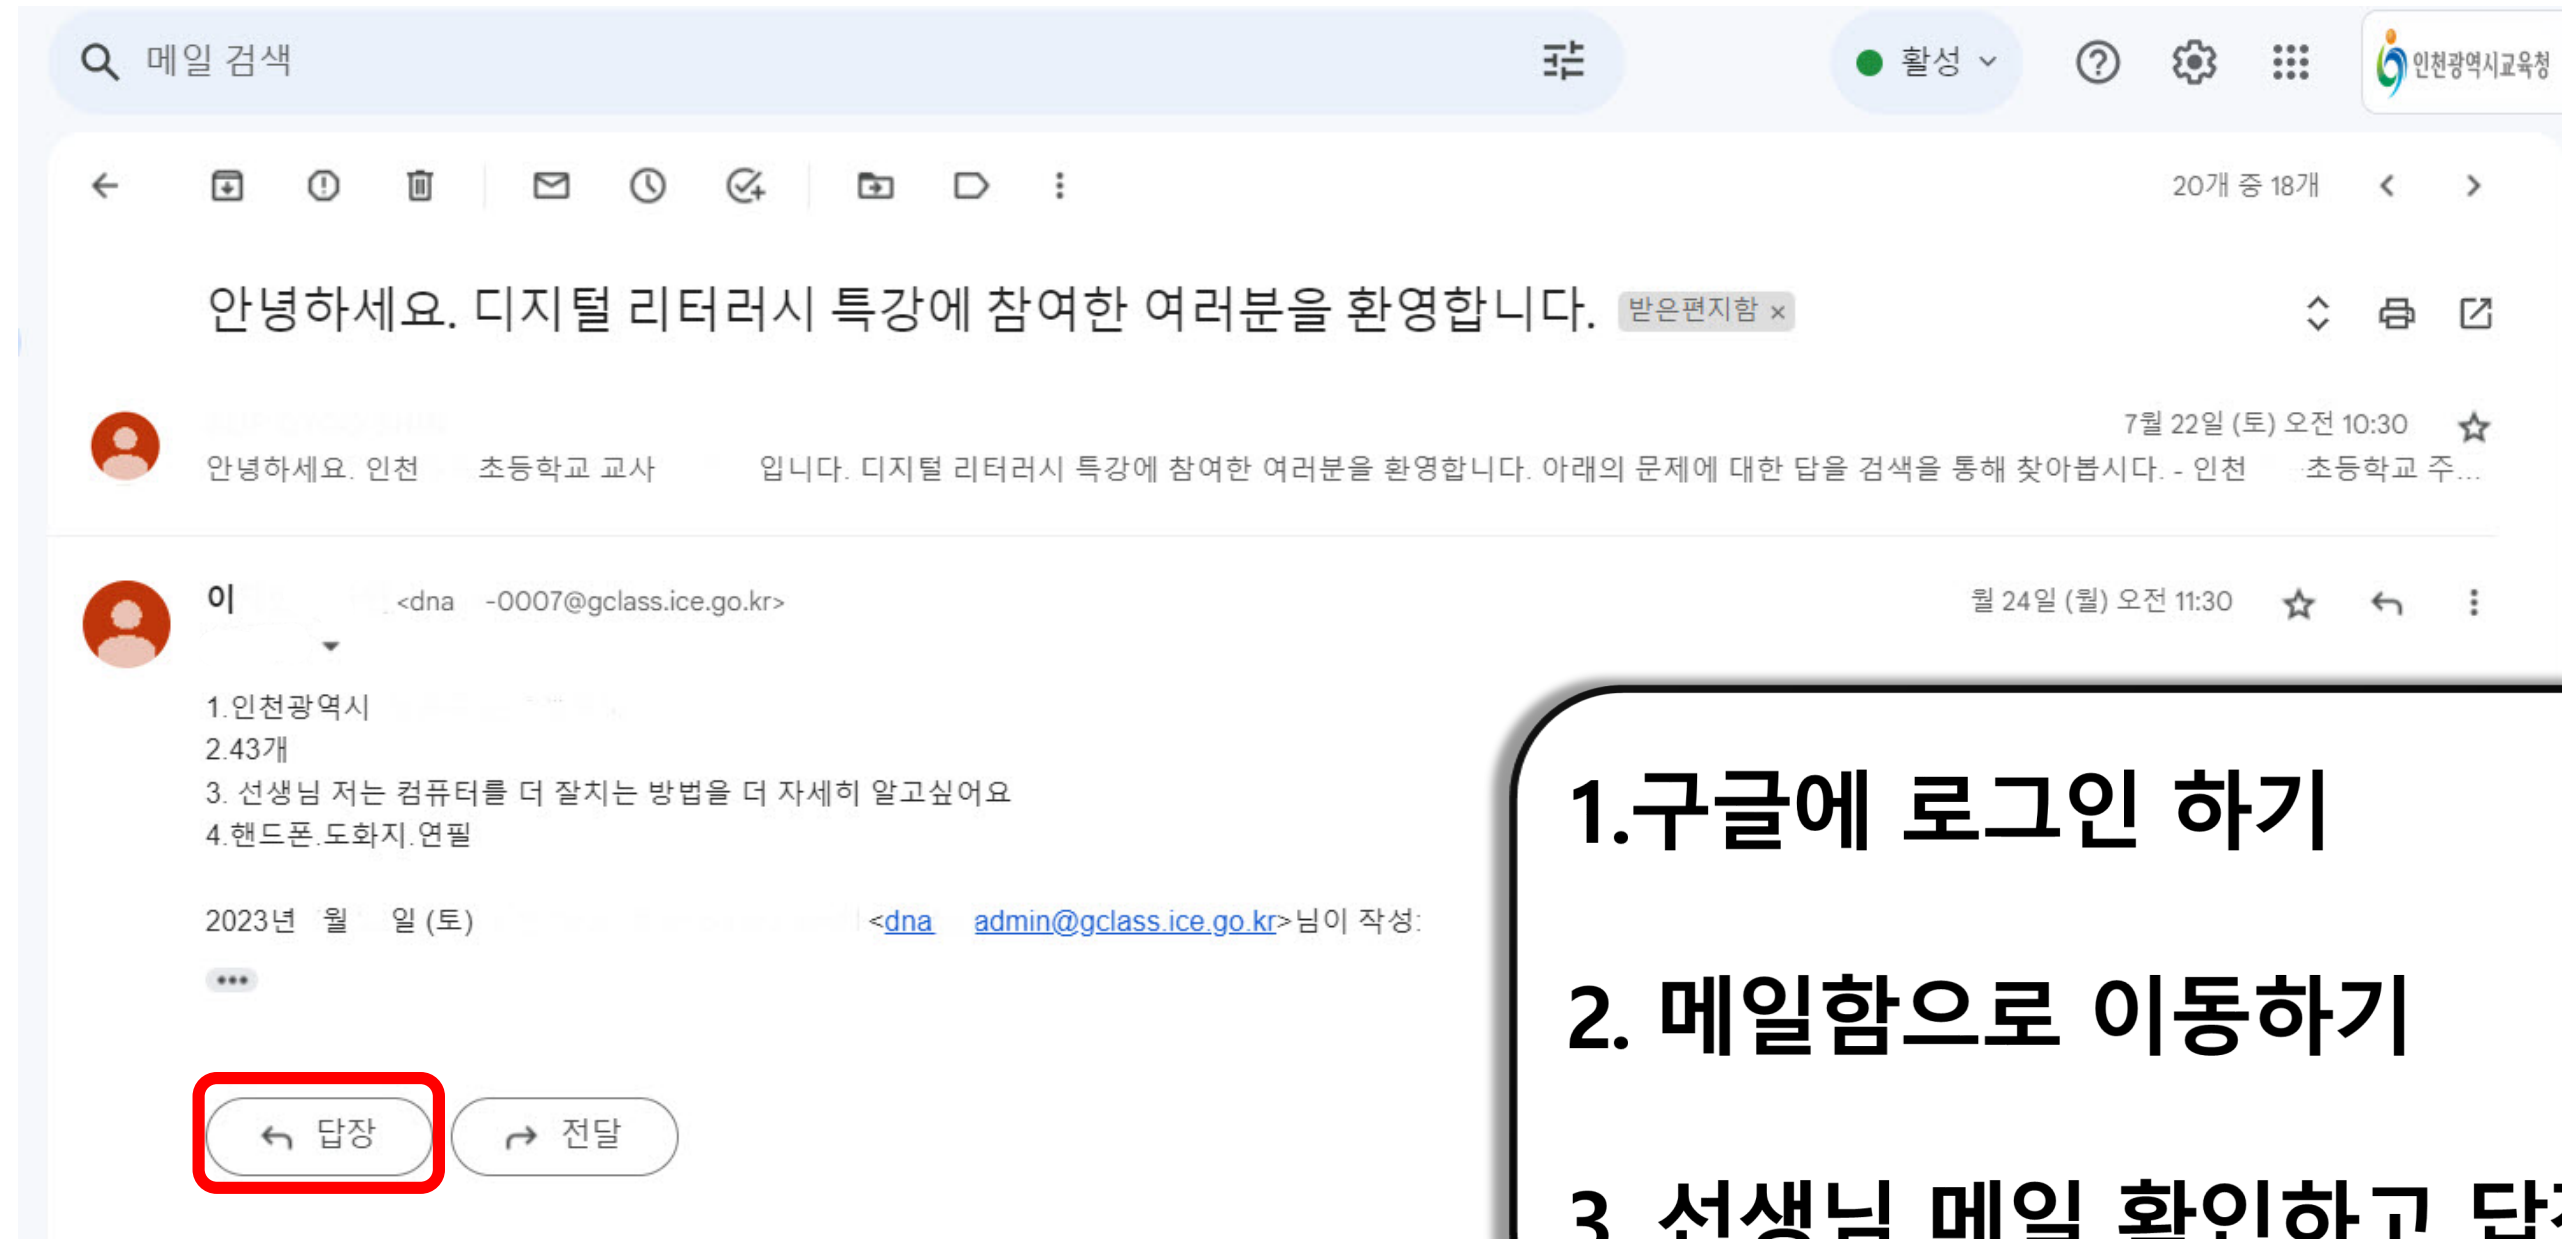 메일 검색
활성
인천광역시교육청
20개 중 18개
안녕하세요. 디지털 리터러시 특강에 참여한 여러분을 환영합니다. 받은편지함 ×
7월 22일 (토) 오전 10:30
안녕하세요. 인천 초등학교 교사 입니다. 디지털 리터러시 특강에 참여한 여러분을 환영합니다. 아래의 문제에 대한 답을 검색을 통해 찾아봅시다. - 인천 초등학교 주...
이 <dna -0007@gclass.ice.go.kr>
월 24일 (월) 오전 11:30
1.인천광역시
2.43개
3. 선생님 저는 컴퓨터를 더 잘치는 방법을 더 자세히 알고싶어요
4.핸드폰.도화지.연필
2023년 월 일 (토) <dna admin@gclass.ice.go.kr>님이 작성:
답장
전달
1.구글에 로그인 하기
2. 메일함으로 이동하기
3. 선생님 메일 확인하고